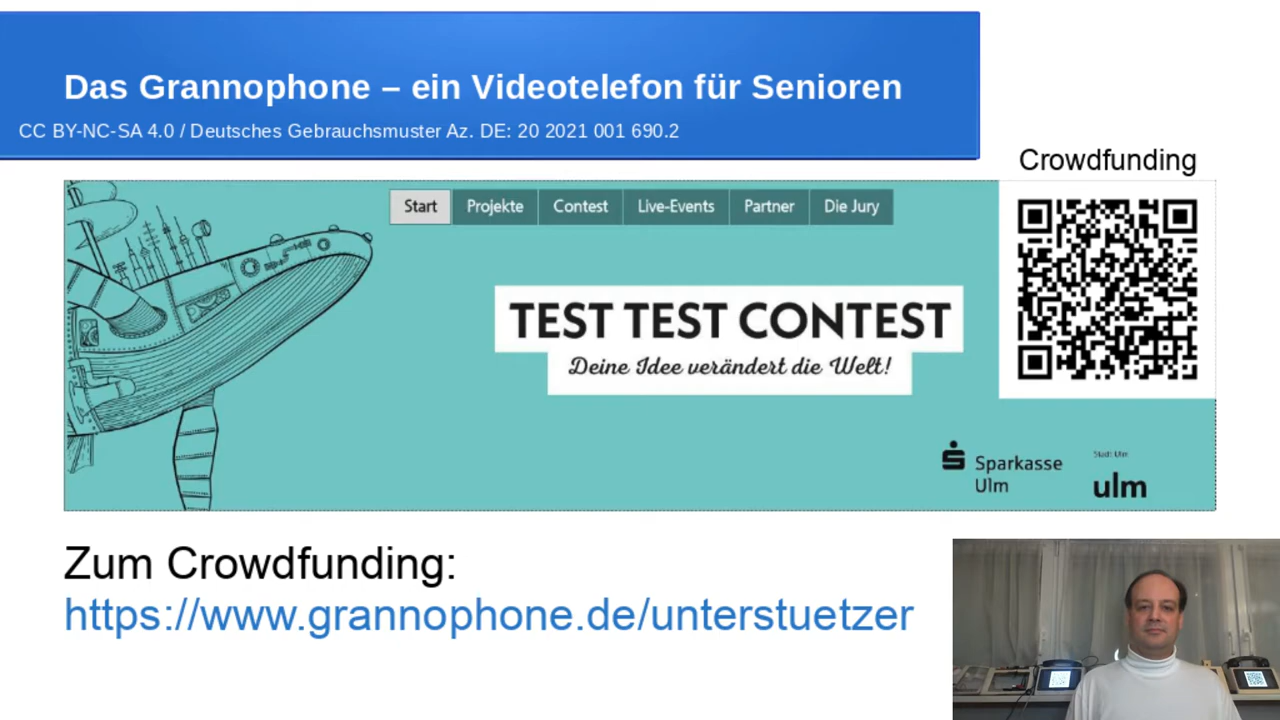 Das Grannophone – ein Videotelefon für Senioren
CC BY-NC-SA 4.0 / Deutsches Gebrauchsmuster Az. DE: 20 2021 001 690.2
Crowdfunding
Start Projekte Contest Live-Events Partner Die Jury
TEST TEST CONTEST
Deine Idee verändert die Welt!
Sparkasse
Ulm
Stadt Ulm
ulm
Zum Crowdfunding:
https://www.grannophone.de/unterstuetzer